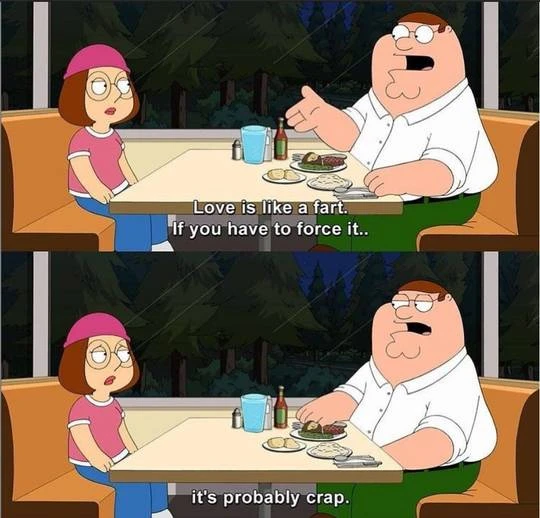 Love is like a fart.
If you have to force it..
it's probably crap.